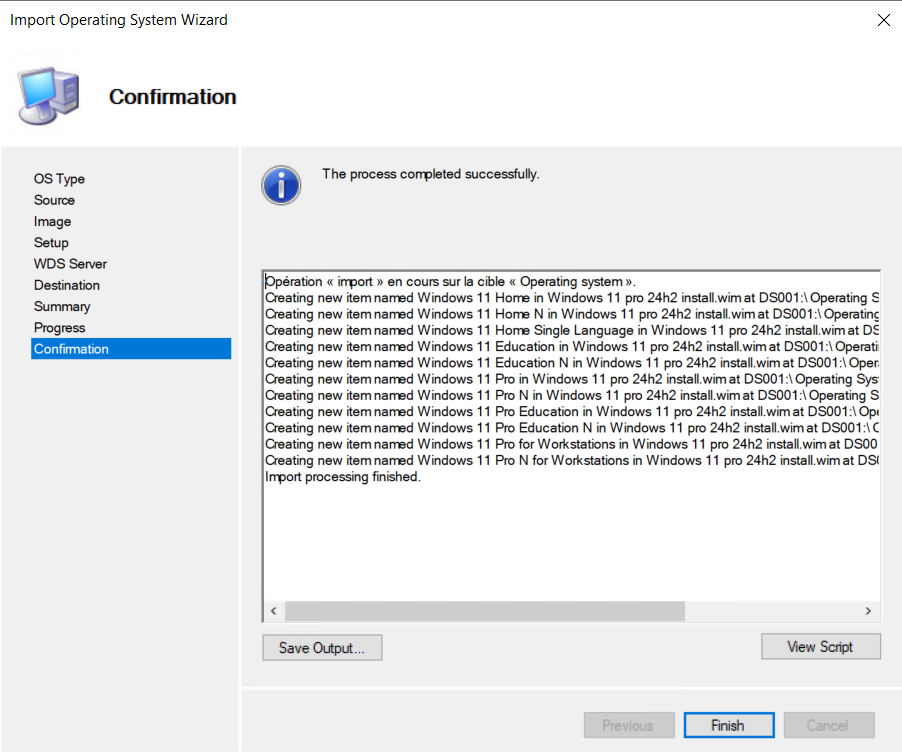 Import Operating System Wizard
Confirmation
OS Type
Source
Image
Setup
WDS Server
Destination
Summary
Progress
Confirmation
The process completed successfully.
Opération « import » en cours sur la cible « Operating system ».
Creating new item named Windows 11 Home in Windows 11 pro 24h2 install.wim at DS001:\Operating S
Creating new item named Windows 11 Home N in Windows 11 pro 24h2 install.wim at DS001:\Operating
Creating new item named Windows 11 Home Single Language in Windows 11 pro 24h2 install.wim at DS
Creating new item named Windows 11 Education in Windows 11 pro 24h2 install.wim at DS001:\Operati
Creating new item named Windows 11 Education N in Windows 11 pro 24h2 install.wim at DS001:\Oper
Creating new item named Windows 11 Pro in Windows 11 pro 24h2 install.wim at DS001:\Operating Sys
Creating new item named Windows 11 Pro N in Windows 11 pro 24h2 install.wim at DS001:\Operating S
Creating new item named Windows 11 Pro Education in Windows 11 pro 24h2 install.wim at DS001:\Ope
Creating new item named Windows 11 Pro Education N in Windows 11 pro 24h2 install.wim at DS001:\O
Creating new item named Windows 11 Pro for Workstations in Windows 11 pro 24h2 install.wim at DS00
Creating new item named Windows 11 Pro N for Workstations in Windows 11 pro 24h2 install.wim at DS0
Import processing finished.
Save Output...
View Script
Previous
Finish
Cancel